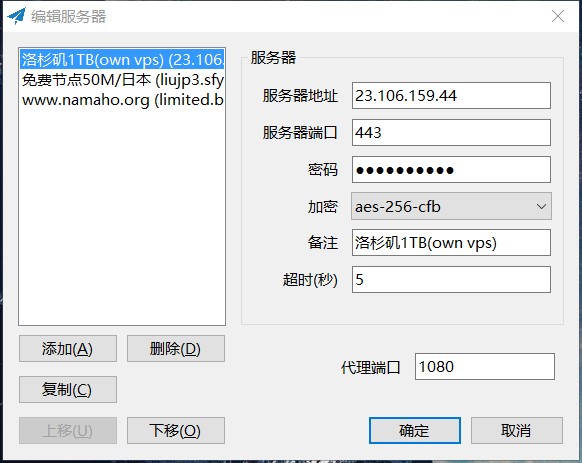 编辑服务器
洛杉矶1TB(own vps) (23.106.
免费节点50M/日本 (liujp3.sfy
www.namaho.org (limited.b
服务器
服务器地址 23.106.159.44
服务器端口 443
密码 ●●●●●●●●●●
加密 aes-256-cfb
备注 洛杉矶1TB(own vps)
超时(秒) 5
添加(A) 删除(D)
代理端口 1080
复制(C)
上移(U) 下移(O) 确定 取消